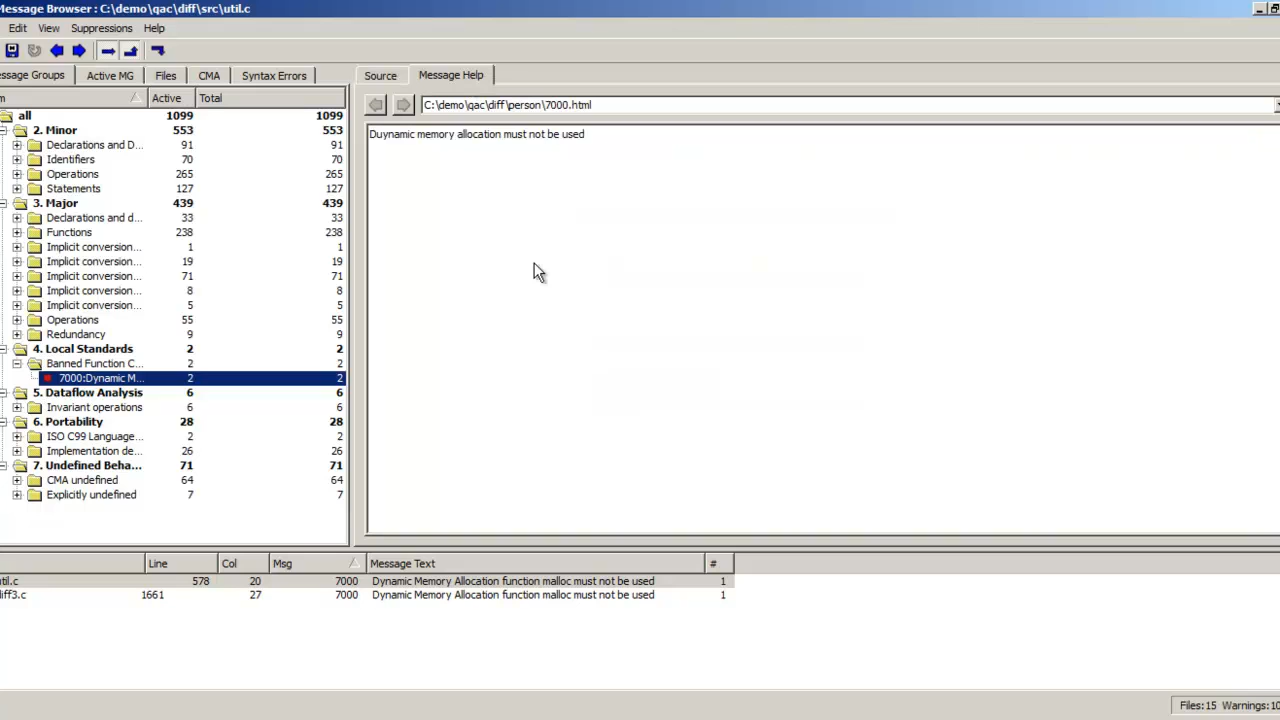 Message Browser : C:\demo\qac\diff\src\util.c
Edit View Suppressions Help
ssage Groups Active MG Files CMA Syntax Errors
Source Message Help
m Active Total
C:\demo\qac\diff\person\7000.html
all 1099 1099
Duynamic memory allocation must not be used
2. Minor 553 553
Declarations and D... 91 91
Identifiers 70 70
Operations 265 265
Statements 127 127
3. Major 439 439
Declarations and d... 33 33
Functions 238 238
Implicit conversion... 1 1
Implicit conversion... 19 19
Implicit conversion... 71 71
Implicit conversion... 8 8
Implicit conversion... 5 5
Operations 55 55
Redundancy 9 9
4. Local Standards 2 2
Banned Function C... 2 2
7000:Dynamic M... 2 2
5. Dataflow Analysis 6 6
Invariant operations 6 6
6. Portability 28 28
ISO C99 Language... 2 2
Implementation de... 26 26
7. Undefined Beha... 71 71
CMA undefined 64 64
Explicitly undefined 7 7
Line Col Msg Message Text #
til.c 578 20 7000 Dynamic Memory Allocation function malloc must not be used 1
iff3.c 1661 27 7000 Dynamic Memory Allocation function malloc must not be used 1
Files:15 Warnings:10